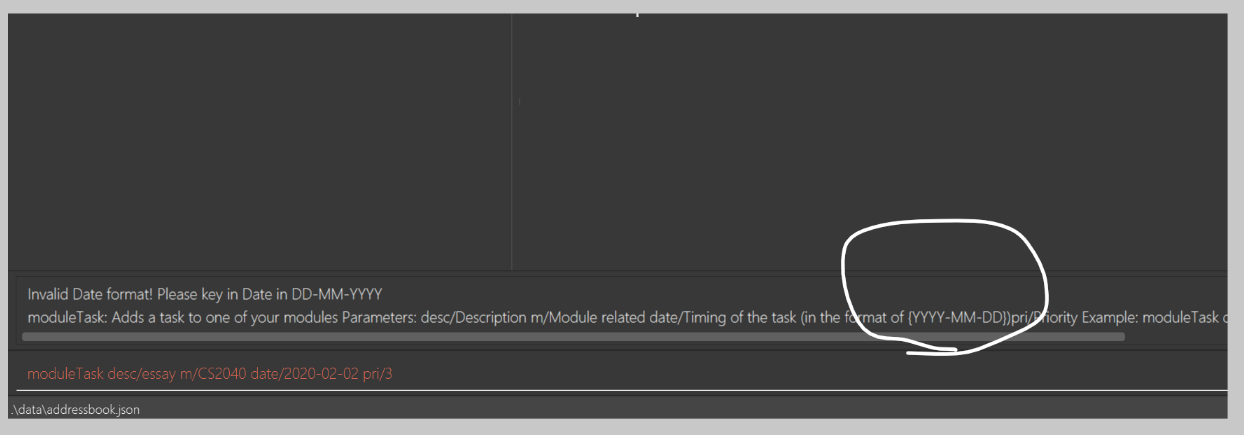 Invalid Date format! Please key in Date in DD-MM-YYYY
moduleTask: Adds a task to one of your modules Parameters: desc/Description m/Module related date/Timing of the task (in the format of {YYYY-MM-DD})pri/Priority Example: moduleTask
moduleTask desc/essay m/CS2040 date/2020-02-02 pri/3
.\data\addressbook.json